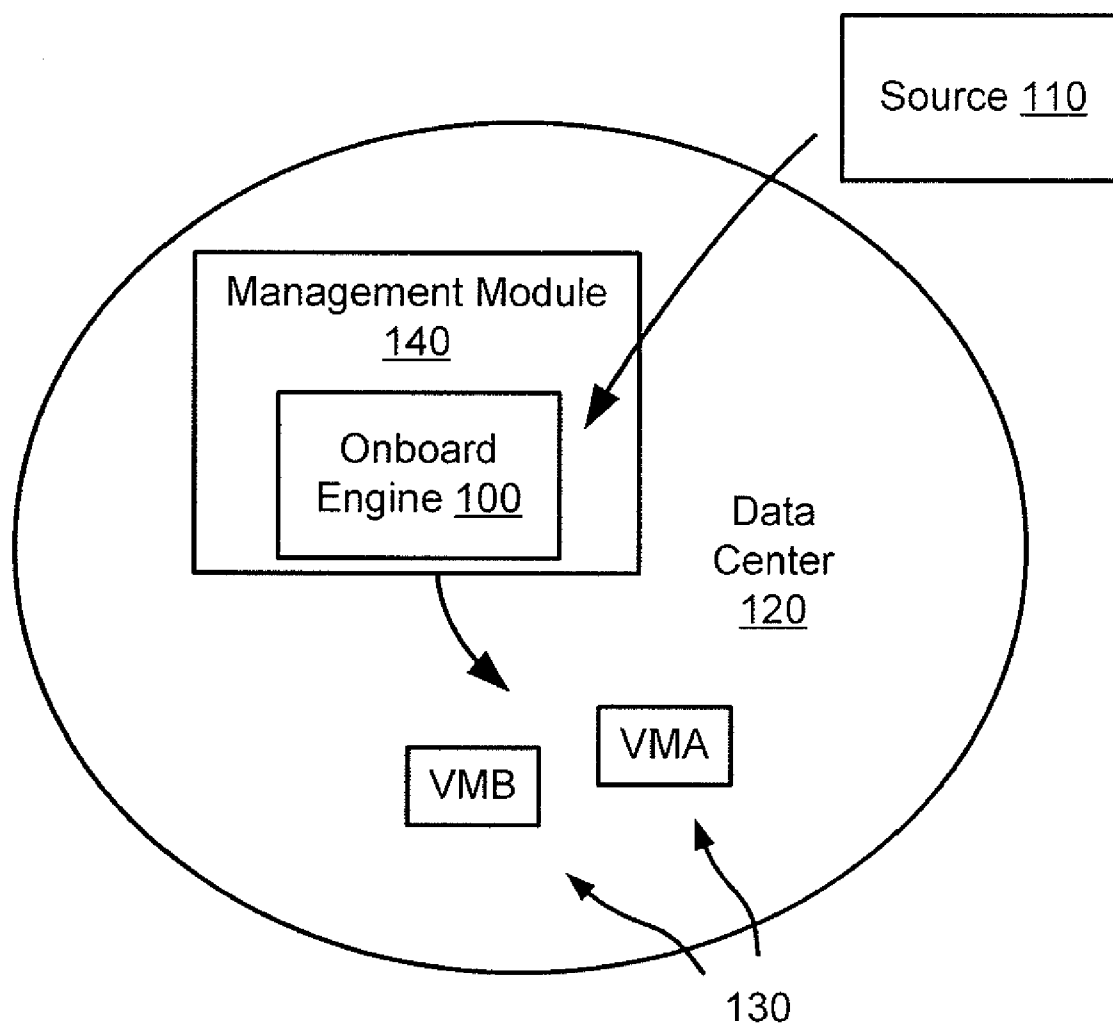 Source 110
Management Module
140
Onboard
Engine 100
Data
Center
120
VMA
VMB
130